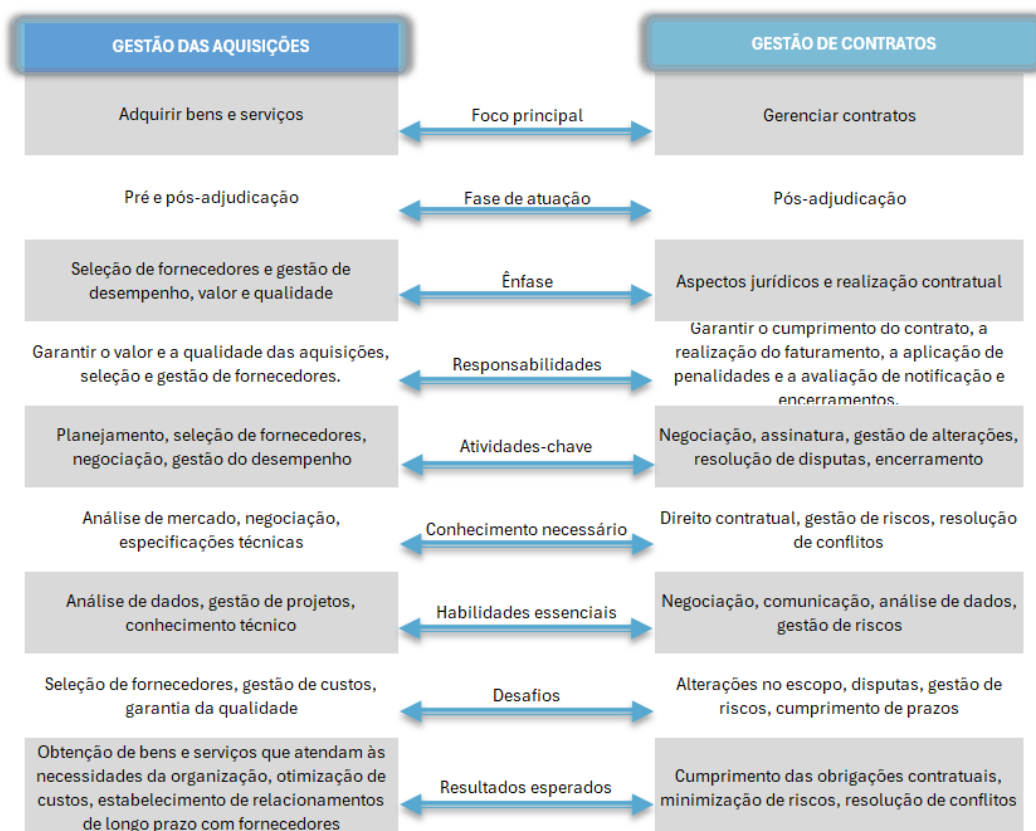 GESTÃO DAS AQUISIÇÕES
GESTÃO DE CONTRATOS
Adquirir bens e serviços
Foco principal
Gerenciar contratos
Pré e pós-adjudicação
Fase de atuação
Pós-adjudicação
Seleção de fornecedores e gestão de
desempenho, valor e qualidade
Ênfase
Aspectos jurídicos e realização contratual
Garantir o valor e a qualidade das aquisições,
seleção e gestão de fornecedores.
Responsabilidades
Garantir o cumprimento do contrato, a
realização do faturamento, a aplicação de
penalidades e a avaliação de notificação e
encerramentos.
Planejamento, seleção de fornecedores,
negociação, gestão do desempenho
Atividades-chave
Negociação, assinatura, gestão de alterações,
resolução de disputas, encerramento
Análise de mercado, negociação,
especificações técnicas
Conhecimento necessário
Direito contratual, gestão de riscos, resolução
de conflitos
Análise de dados, gestão de projetos,
conhecimento técnico
Habilidades essenciais
Negociação, comunicação, análise de dados,
gestão de riscos
Seleção de fornecedores, gestão de custos,
garantia da qualidade
Desafios
Alterações no escopo, disputas, gestão de
riscos, cumprimento de prazos
Obtenção de bens e serviços que atendam às
necessidades da organização, otimização de
custos, estabelecimento de relacionamentos
de longo prazo com fornecedores
Resultados esperados
Cumprimento das obrigações contratuais,
minimização de riscos, resolução de conflitos